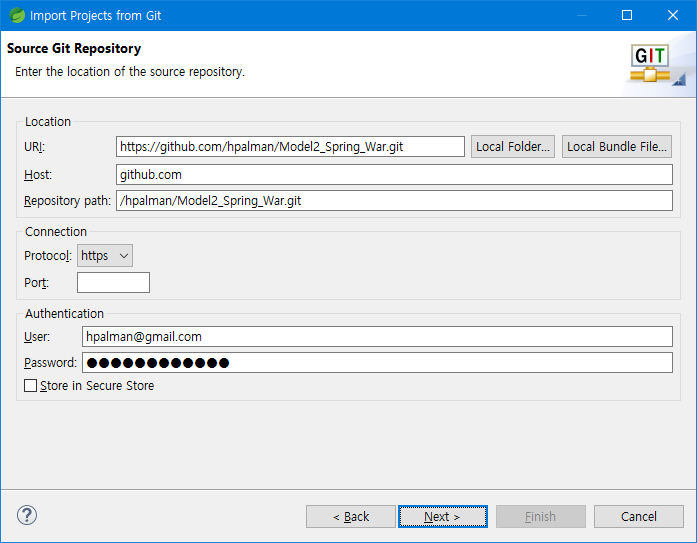 Import Projects from Git
Source Git Repository
Enter the location of the source repository.
GIT
Location
URI: https://github.com/hpalman/Model2_Spring_War.git Local Folder... Local Bundle File...
Host: github.com
Repository path: /hpalman/Model2_Spring_War.git
Connection
Protocol: https
Port:
Authentication
User: hpalman@gmail.com
Password: ●●●●●●●●●●●●
Store in Secure Store
? < Back Next > Finish Cancel